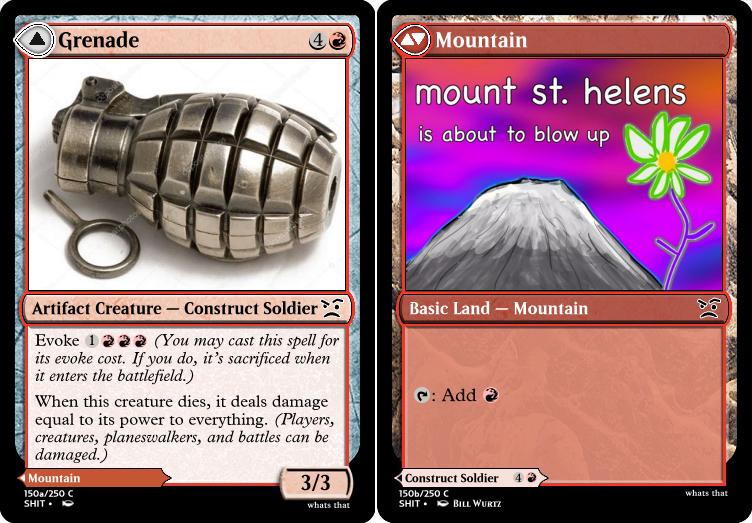 Grenade 4
Artifact Creature — Construct Soldier
Evoke 1 (You may cast this spell for
its evoke cost. If you do, it's sacrificed when
it enters the battlefield.)
When this creature dies, it deals damage
equal to its power to everything. (Players,
creatures, planeswalkers, and battles can be
damaged.)
Mountain
3/3
150a/250 C
SHIT •
whats that
Mountain
mount st. helens
is about to blow up
Basic Land — Mountain
: Add
Construct Soldier 4
150b/250 C
SHIT • BILL WURTZ
whats that